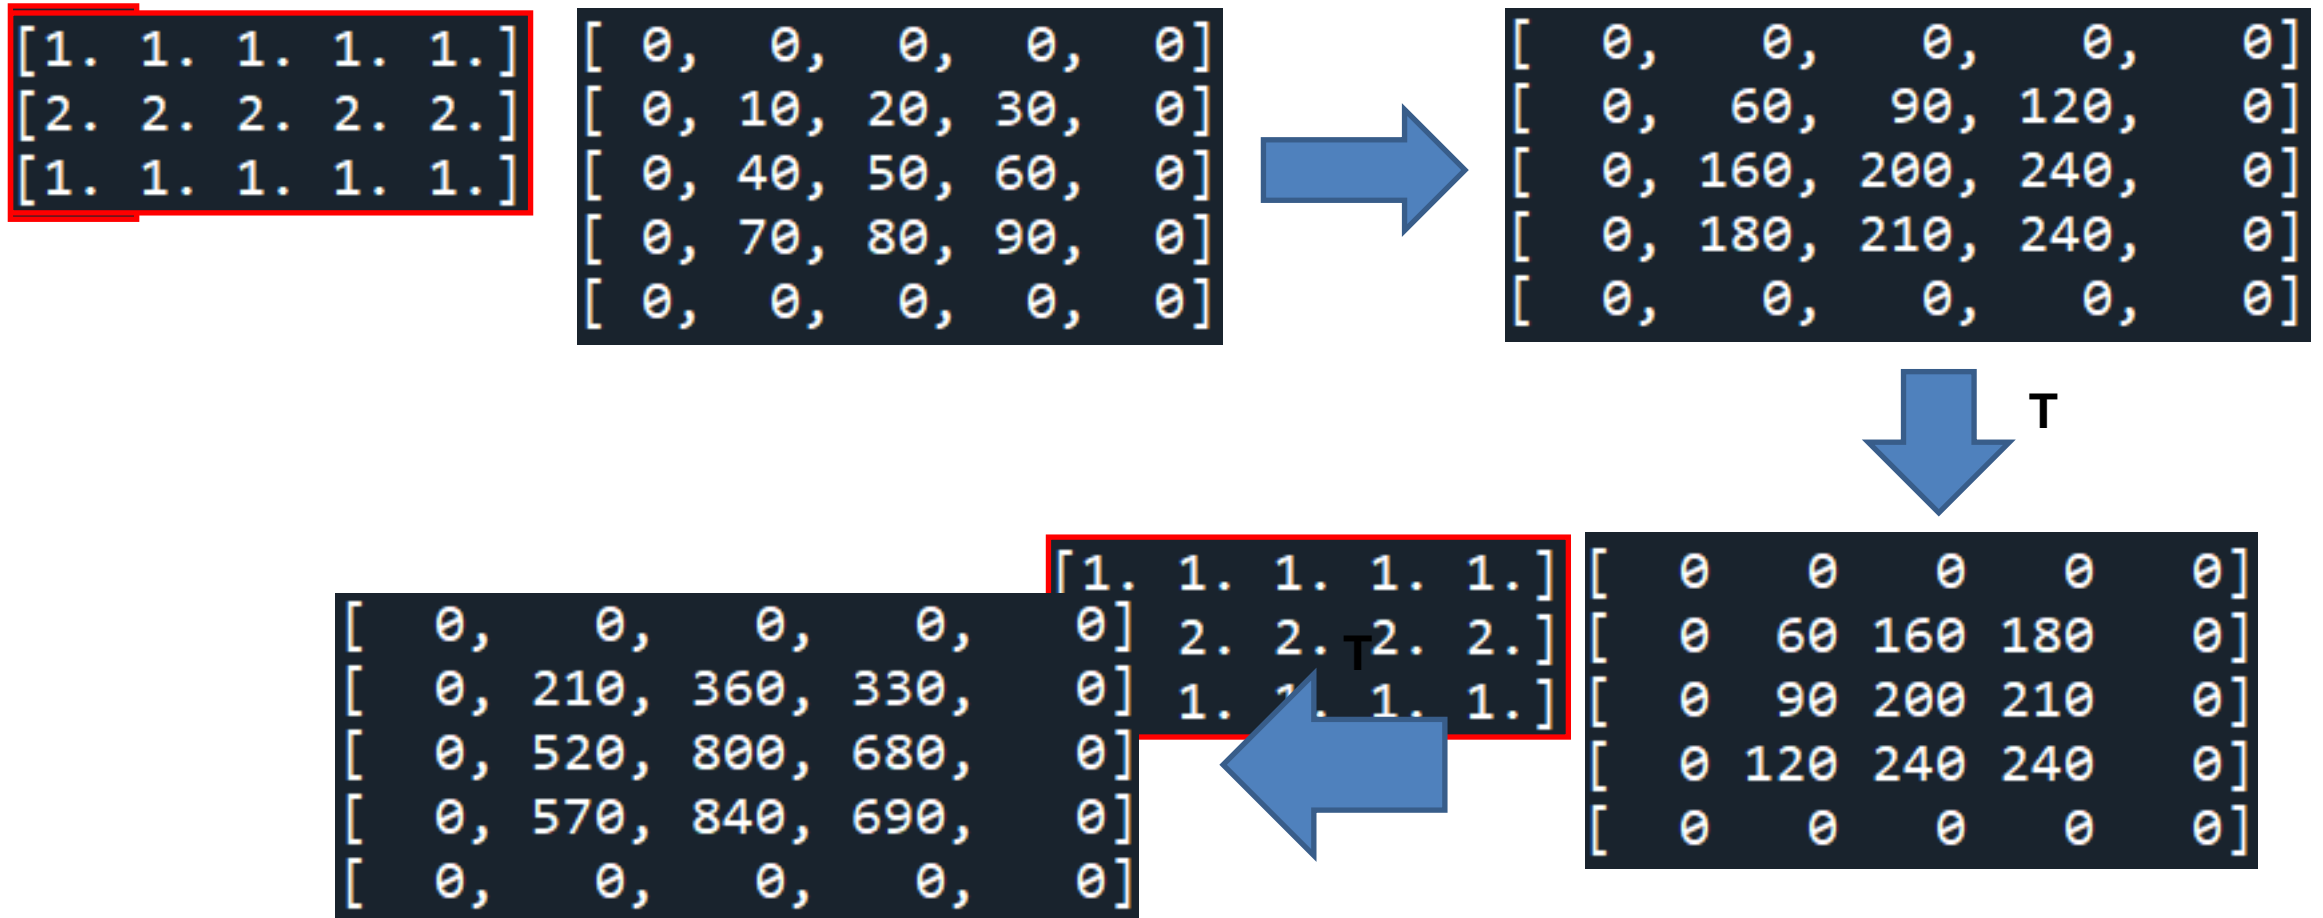 [1. 1. 1. 1. 1.]
[2. 2. 2. 2. 2.]
[1. 1. 1. 1. 1.]
[ 0, 0, 0, 0, 0]
[ 0, 10, 20, 30, 0]
[ 0, 40, 50, 60, 0]
[ 0, 70, 80, 90, 0]
[ 0, 0, 0, 0, 0]
[ 0, 0, 0, 0, 0]
[ 0, 60, 90, 120, 0]
[ 0, 160, 200, 240, 0]
[ 0, 180, 210, 240, 0]
[ 0, 0, 0, 0, 0]
T
[ 0 0 0 0 0]
[ 0 60 160 180 0]
[ 0 90 200 210 0]
[ 0 120 240 240 0]
[ 0 0 0 0 0]
[1. 1. 1. 1. 1.]
2. 2. 2. 2.]
1. 1. 1. 1.]
T
[ 0, 0, 0, 0, 0]
[ 0, 210, 360, 330, 0]
[ 0, 520, 800, 680, 0]
[ 0, 570, 840, 690, 0]
[ 0, 0, 0, 0, 0]